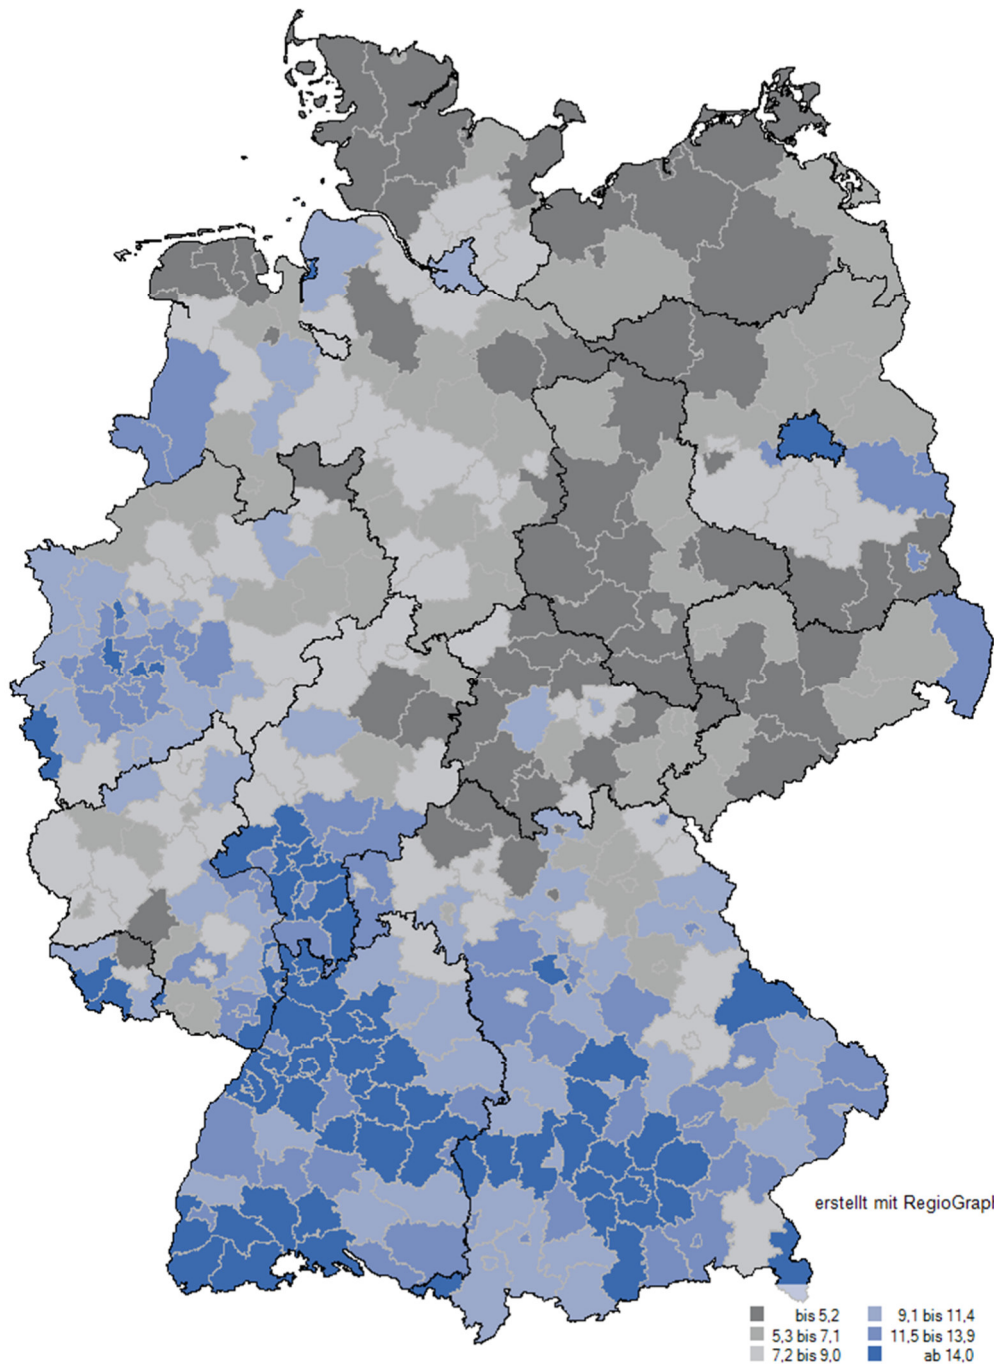 erstellt mit RegioGrapl
bis 5,2
5,3 bis 7,1
7,2 bis 9,0
9,1 bis 11,4
11,5 bis 13,9
ab 14,0